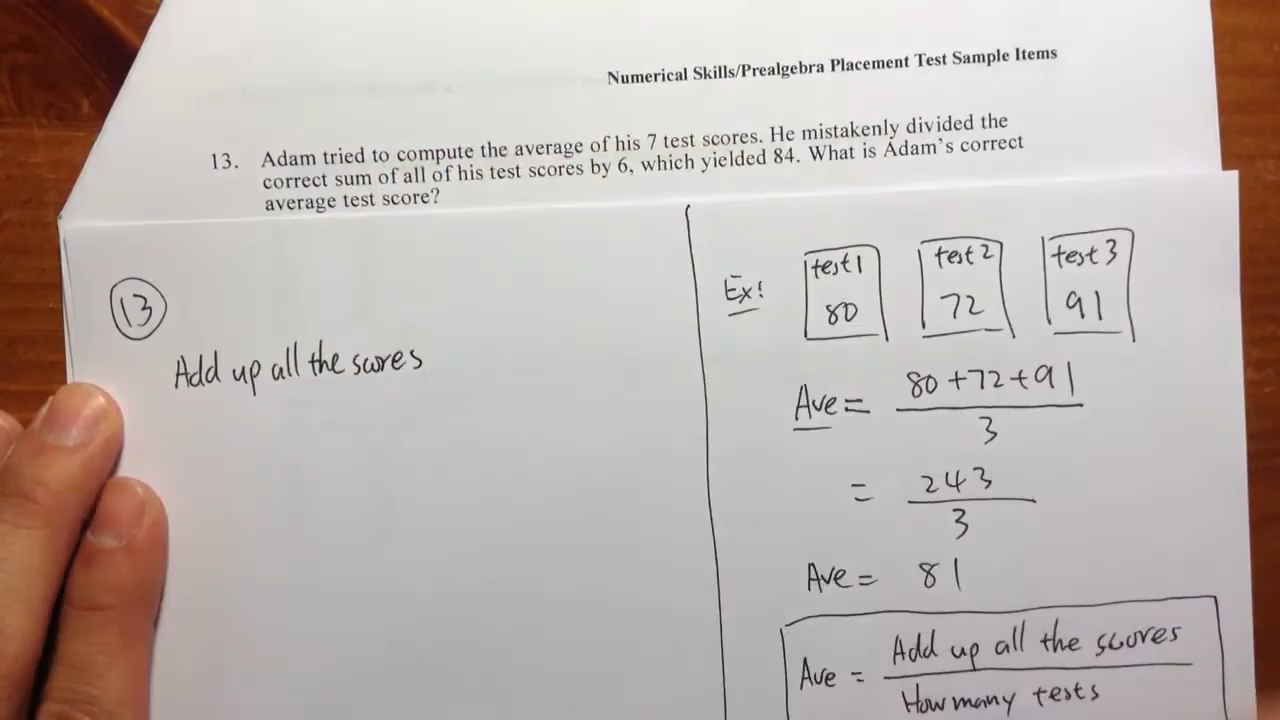 Numerical Skills/Prealgebra Placement Test Sample Items
13. Adam tried to compute the average of his 7 test scores. He mistakenly divided the
correct sum of all of his test scores by 6, which yielded 84. What is Adam's correct
average test score?
13
Add up all the scores
Ex:
test 1
80
test 2
72
test 3
91
Ave = 80 + 72 + 91
3
= 243
3
Ave = 81
Ave = Add up all the scores
How many tests